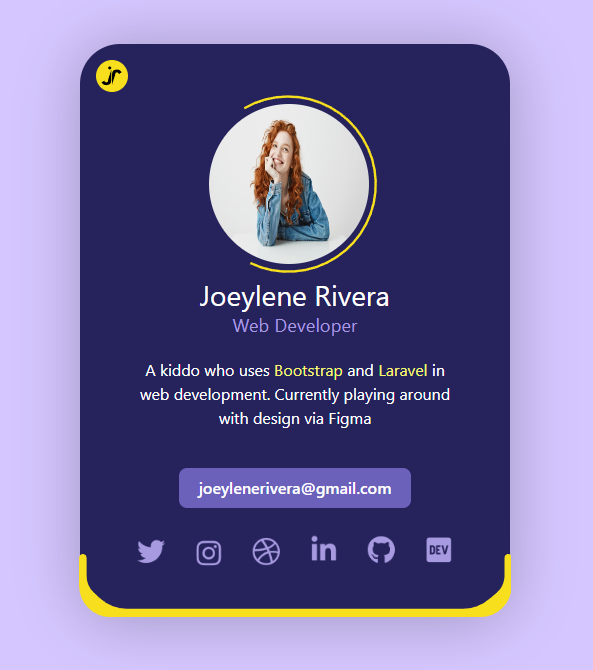 jr
Joeylene Rivera
Web Developer
A kiddo who uses Bootstrap and Laravel in
web development. Currently playing around
with design via Figma
joeylenerivera@gmail.com
in
DEV